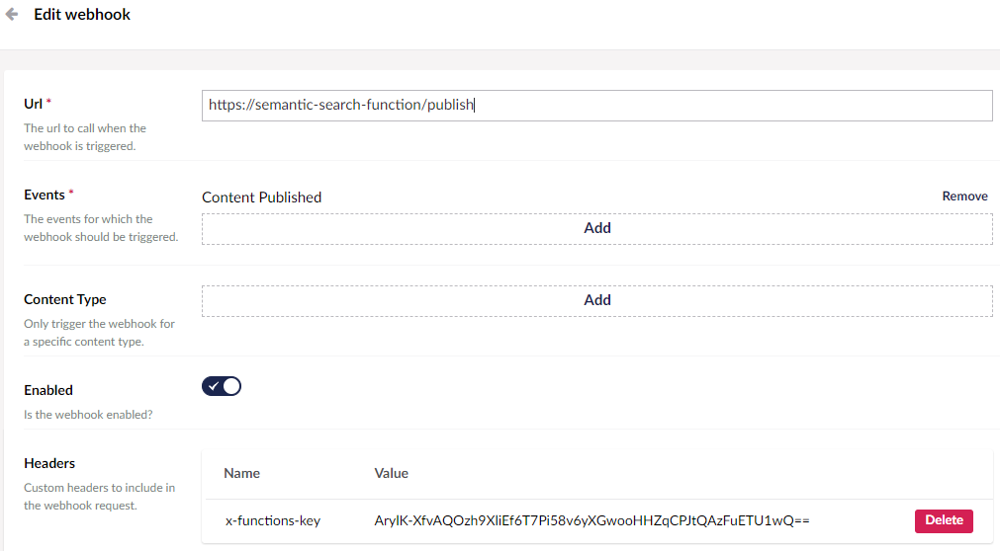 Edit webhook
Url *
https://semantic-search-function/publish
The url to call when the
webhook is triggered.
Events *
Content Published
Remove
The events for which the
webhook should be triggered.
Add
Content Type
Add
Only trigger the webhook for
a specific content type.
Enabled
Is the webhook enabled?
Headers
Custom headers to include in
the webhook request.
Name Value
x-functions-key ArylK-XfvAQOzh9XliEf6T7Pi58v6yXGwooHHZqCPJtQAzFuETU1wQ== Delete